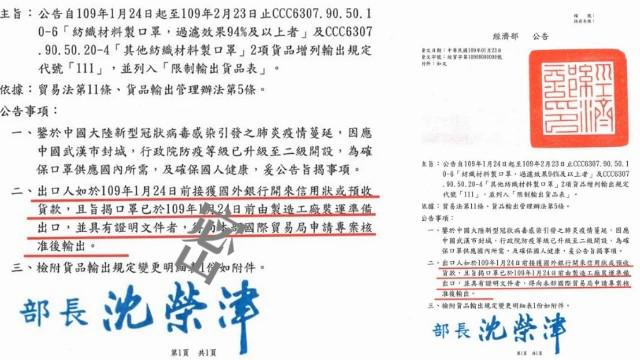 主旨：公告自109年1月24日起至109年2月23日止CCC6307.90.50.1
0-6「紡織材料製口罩，過濾效果94%及以上者」及CCC6307
.90.50.20-4「其他紡織材料製口罩」2項貨品增列輸出規定
代號「111」，並列入「限制輸出貨品表」。
依據：貿易法第11條、貨品輸出管理辦法第5條。
公告事項：
一、鑒於中國大陸新型冠狀病毒感染引發之肺炎疫情蔓延，因應
中國武漢市封城，行政院防疫等級已升級至二級開設，為確
保口罩供應國內所需，及確保國人健康，爰公告旨揭事項。
二、出口人如於109年1月24日前接獲國外銀行開來信用狀或預收
貨款，且旨揭口罩已於109年1月24日前由製造工廠裝運準備
出口，並具有證明文件者，得向本部國際貿易局申請專案核
准後輸出。
三、檢附貨品輸出規定變更明細表1份如附件。
部長 沈榮津
第1頁 共1頁
經濟部 公告
發文日期：中華民國109年01月23日
附件：如文
主旨：公告自109年1月24日起至109年2月23日止CCC6307.90.50.1
0-6「紡織材料製口罩，過濾效果94%及以上者」及CCC6307
.90.50.20-4「其他紡織材料製口罩」2項貨品增列輸出規定
代號「111」，並列入「限制輸出貨品表」。
依據：貿易法第11條、貨品輸出管理辦法第5條。
公告事項：
一、鑒於中國大陸新型冠狀病毒感染引發之肺炎疫情蔓延，因應
中國武漢市封城，行政院防疫等級已升級至二級開設，為確
保口罩供應國內所需，及確保國人健康，爰公告旨揭事項。
二、出口人如於109年1月24日前接獲國外銀行開來信用狀或預收
貨款，且旨揭口罩已於109年1月24日前由製造工廠裝運準備
出口，並具有證明文件者，得向本部國際貿易局申請專案核
准後輸出。
三、檢附貨品輸出規定變更明細表1份如附件。
部長 沈榮津
第1頁 共1頁